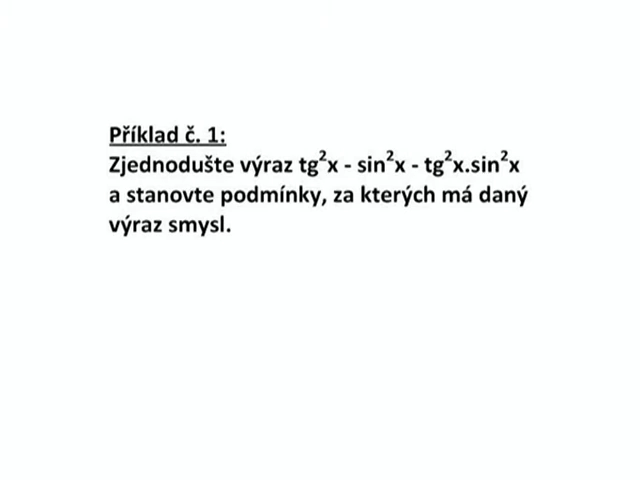 Příklad č. 1:
Zjednodušte výraz tg²x - sin²x - tg²x.sin²x
a stanovte podmínky, za kterých má daný
výraz smysl.